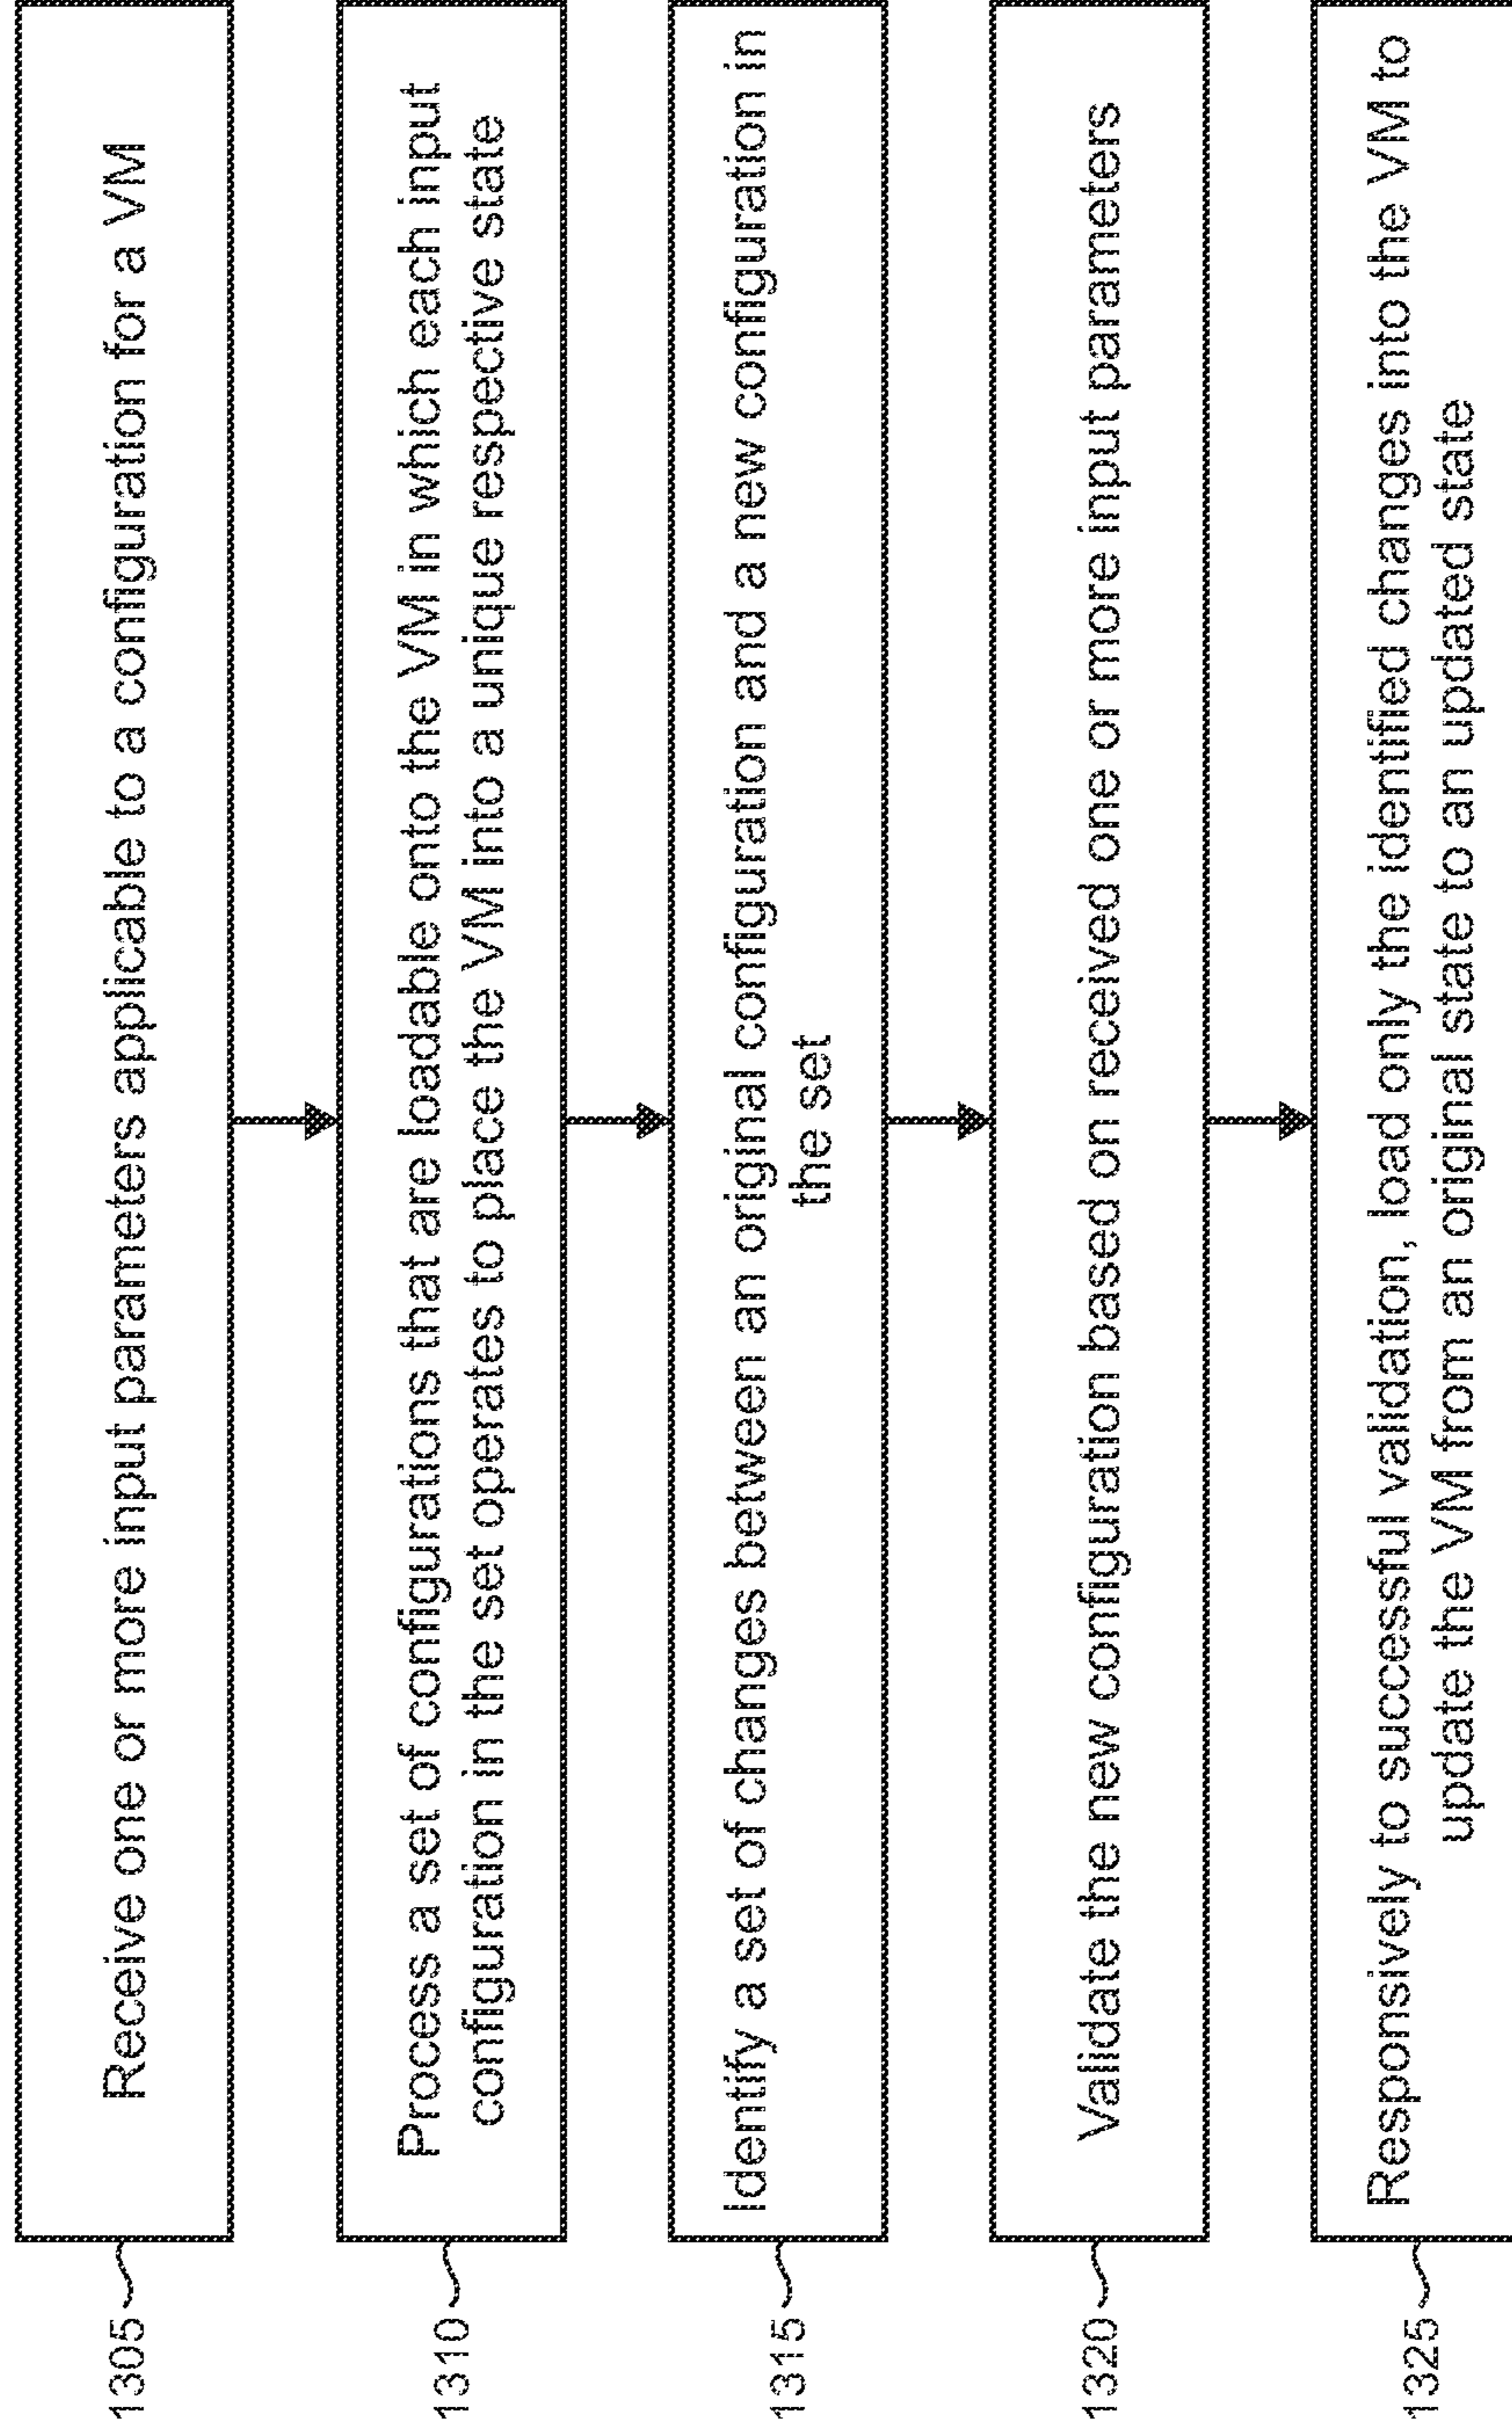 1305
Receive one or more input parameters applicable to a configuration for a VM
1310
Process a set of configurations that are loadable onto the VM in which each input
configuration in the set operates to place the VM into a unique respective state
1315
Identify a set of changes between an original configuration and a new configuration in
the set
1320
Validate the new configuration based on received one or more input parameters
1325
Responsively to successful validation, load only the identified changes into the VM to
update the VM from an original state to an updated state